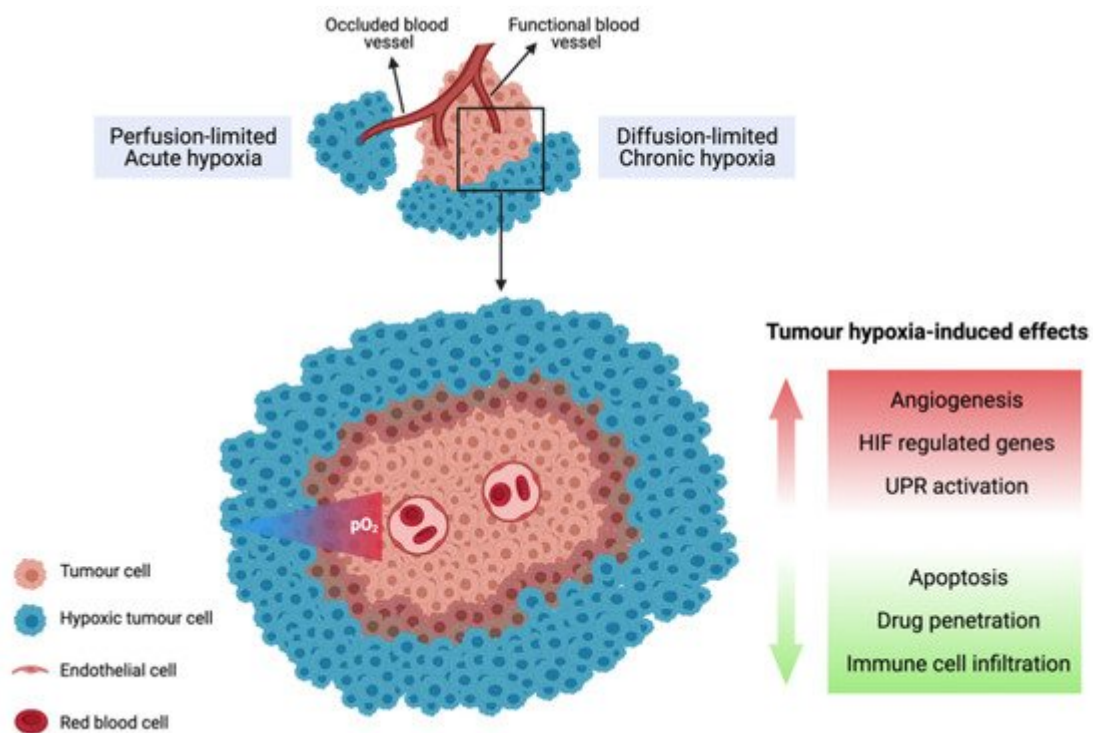 Occluded blood
vessel
Functional blood
vessel
Perfusion-limited
Acute hypoxia
Diffusion-limited
Chronic hypoxia
Tumour hypoxia-induced effects
Angiogenesis
HIF regulated genes
UPR activation
Apoptosis
Drug penetration
Immune cell infiltration
pO₂
Tumour cell
Hypoxic tumour cell
Endothelial cell
Red blood cell